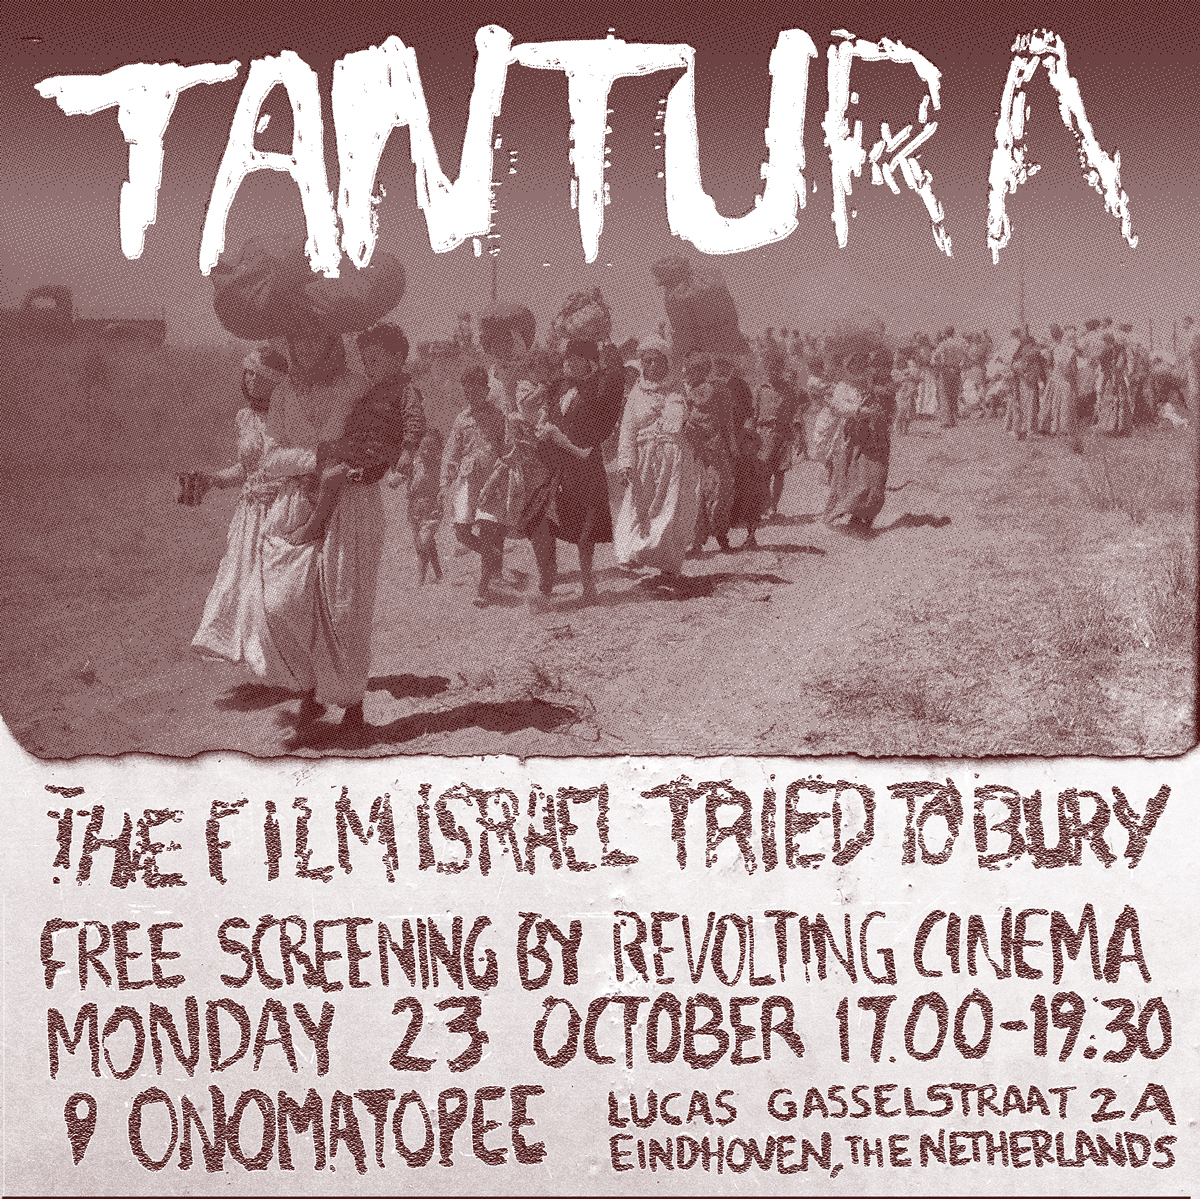 TANTURA
THE FILM ISRAEL TRIED TO BURY
FREE SCREENING BY REVOLTING CINEMA
MONDAY 23 OCTOBER 17.00-19:30
ONOMATOPEE
LUCAS GASSELSTRAAT 2A
EINDHOVEN, THE NETHERLANDS